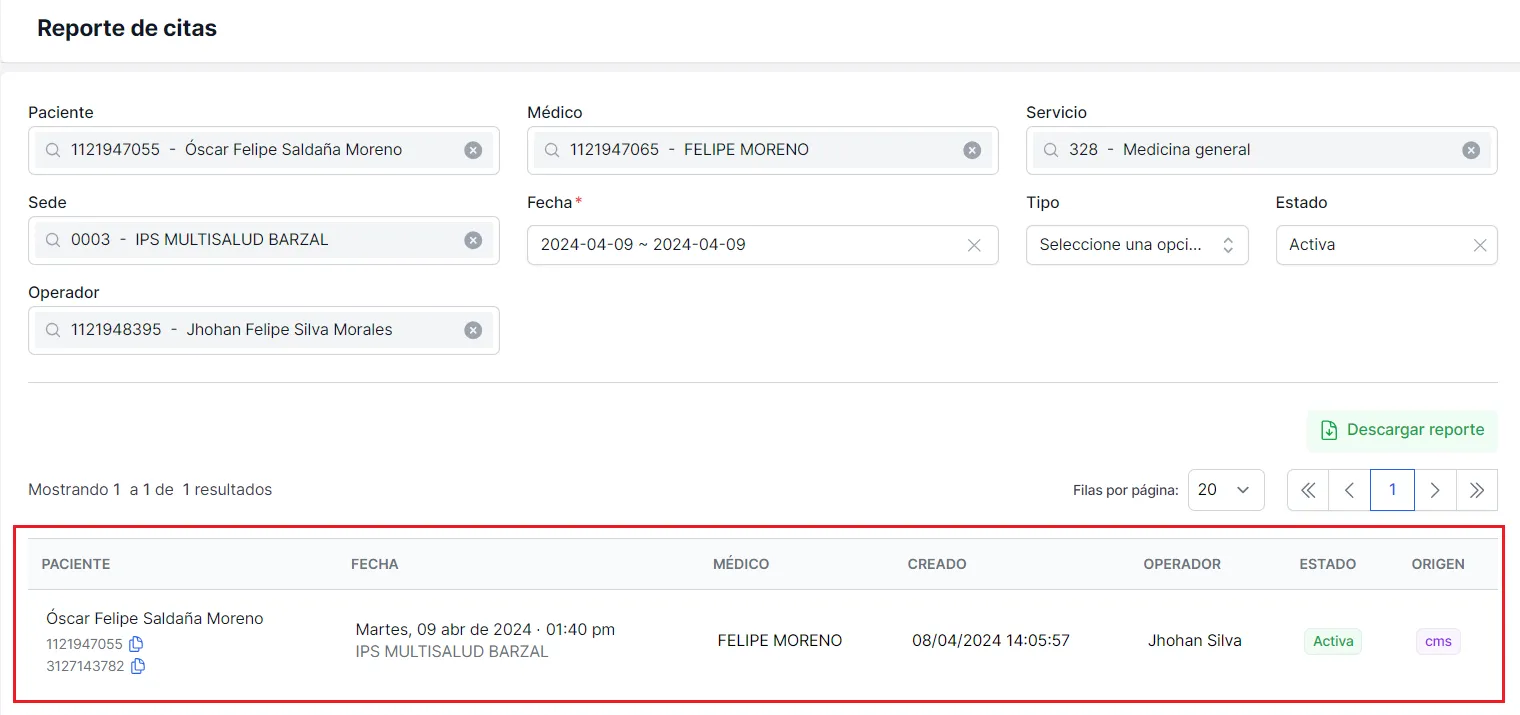 Reporte de citas
Paciente
Médico
Servicio
1121947055 - Óscar Felipe Saldaña Moreno
1121947065 - FELIPE MORENO
328 - Medicina general
Sede
Fecha*
Tipo
Estado
0003 - IPS MULTISALUD BARZAL
2024-04-09 ~ 2024-04-09
Seleccione una opci...
Activa
Operador
1121948395 - Jhohan Felipe Silva Morales
Descargar reporte
Mostrando 1 a 1 de 1 resultados
Filas por página:
20
1
PACIENTE
FECHA
MÉDICO
CREADO
OPERADOR
ESTADO
ORIGEN
Óscar Felipe Saldaña Moreno
1121947055
3127143782
Martes, 09 abr de 2024 · 01:40 pm
IPS MULTISALUD BARZAL
FELIPE MORENO
08/04/2024 14:05:57
Jhohan Silva
Activa
cms